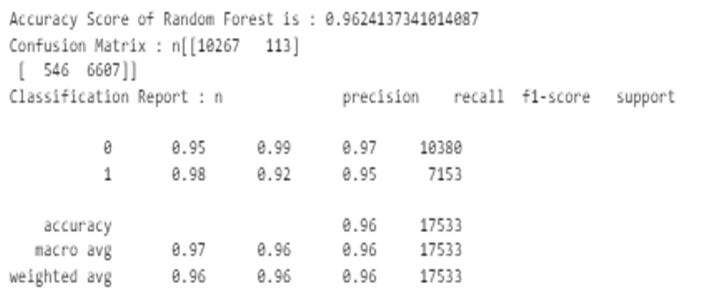 Accuracy Score of Random Forest is : 0.9624137341014087
Confusion Matrix : n[[10267   113]
 [  546  6607]]
Classification Report : n               precision    recall  f1-score   support

           0       0.95      0.99      0.97     10380
           1       0.98      0.92      0.95      7153

    accuracy                           0.96     17533
   macro avg       0.97      0.96      0.96     17533
weighted avg       0.96      0.96      0.96     17533